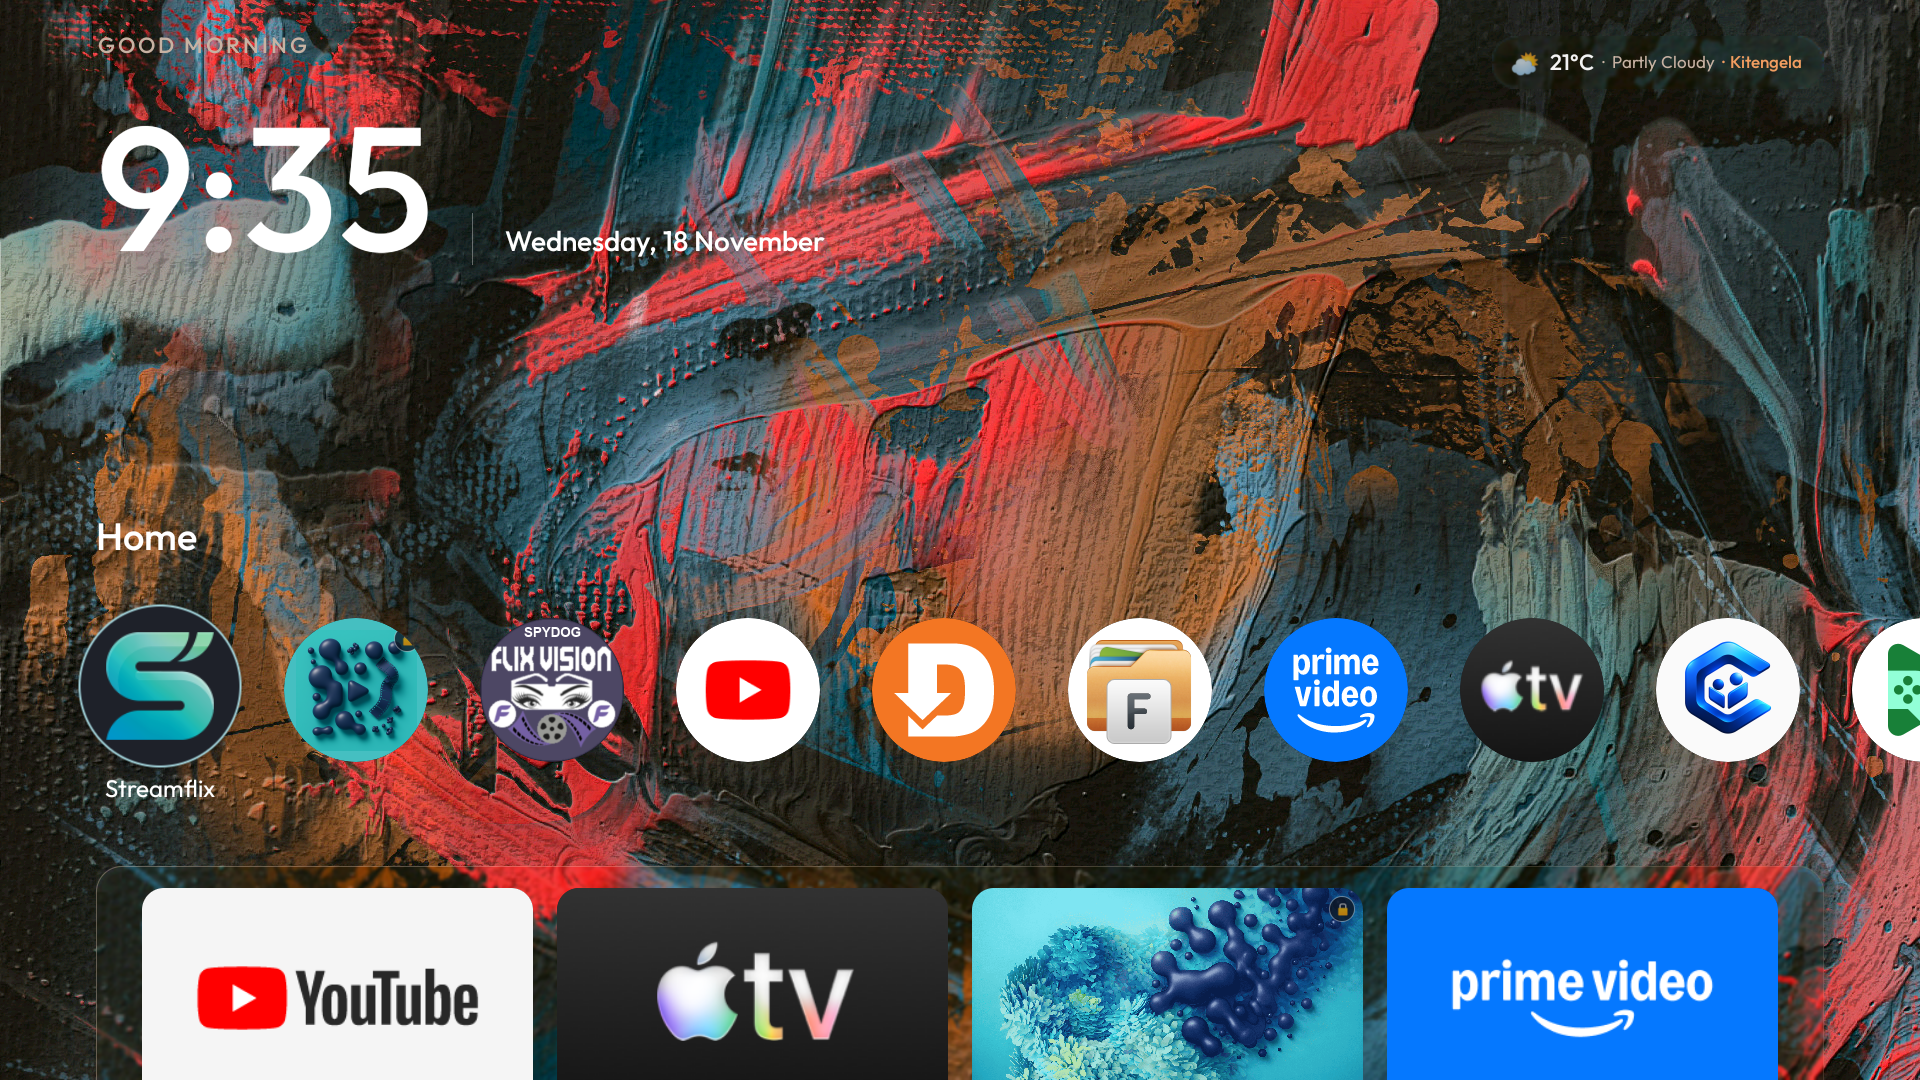 GOOD MORNING
21°C · Partly Cloudy · Kitengela
9:35
Wednesday, 18 November
Home
SPYDOG
FLIX VISION
F
F
D
F
prime
video
tv
Streamflix
YouTube
tv
prime video